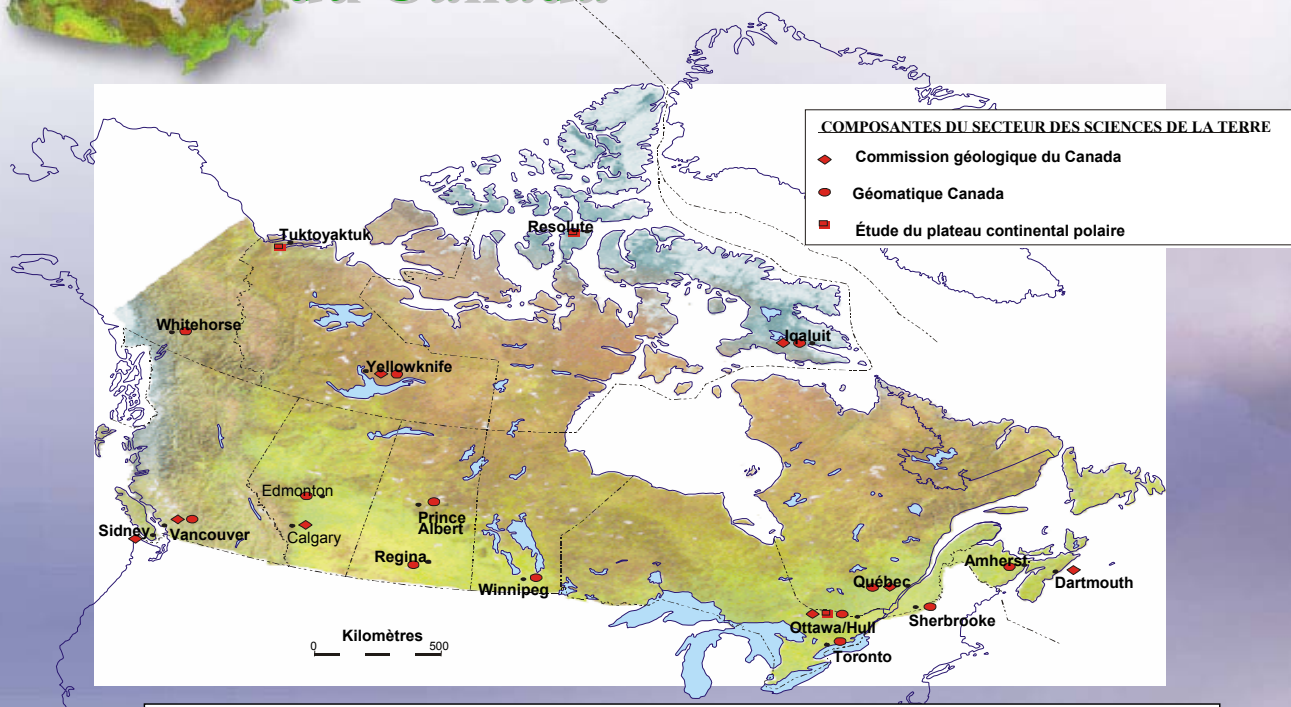 du Canada
COMPOSANTES DU SECTEUR DES SCIENCES DE LA TERRE
Commission géologique du Canada
Géomatique Canada
Étude du plateau continental polaire
Tuktoyaktuk
Resolute
Whitehorse
Iqaluit
Yellowknife
Edmonton
Prince
Albert
Sidney
Vancouver
Calgary
Regina
Winnipeg
Québec
Amherst
Dartmouth
Ottawa/Hull
Sherbrooke
Toronto
Kilomètres
0 500